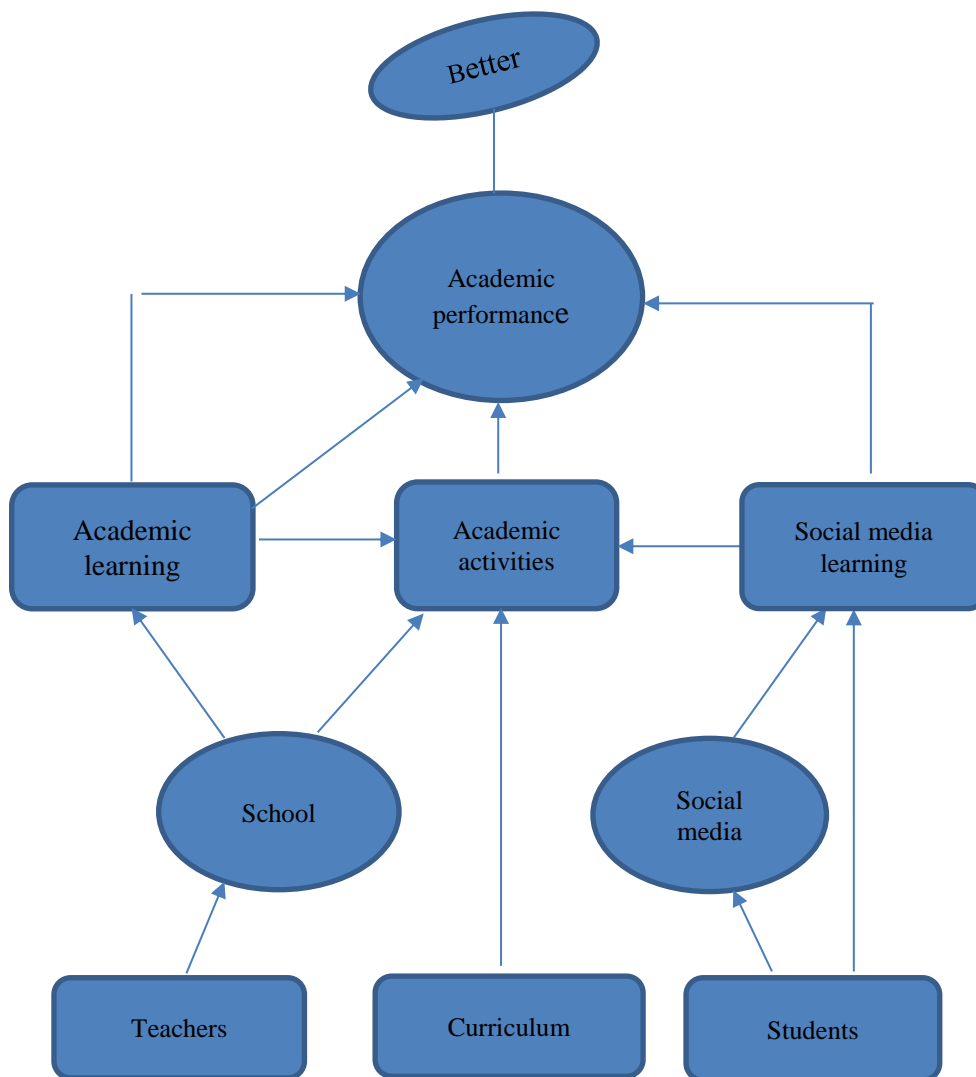 Better
Academic
performance
Academic
learning
Academic
activities
Social media
learning
School
Social
media
Teachers
Curriculum
Students